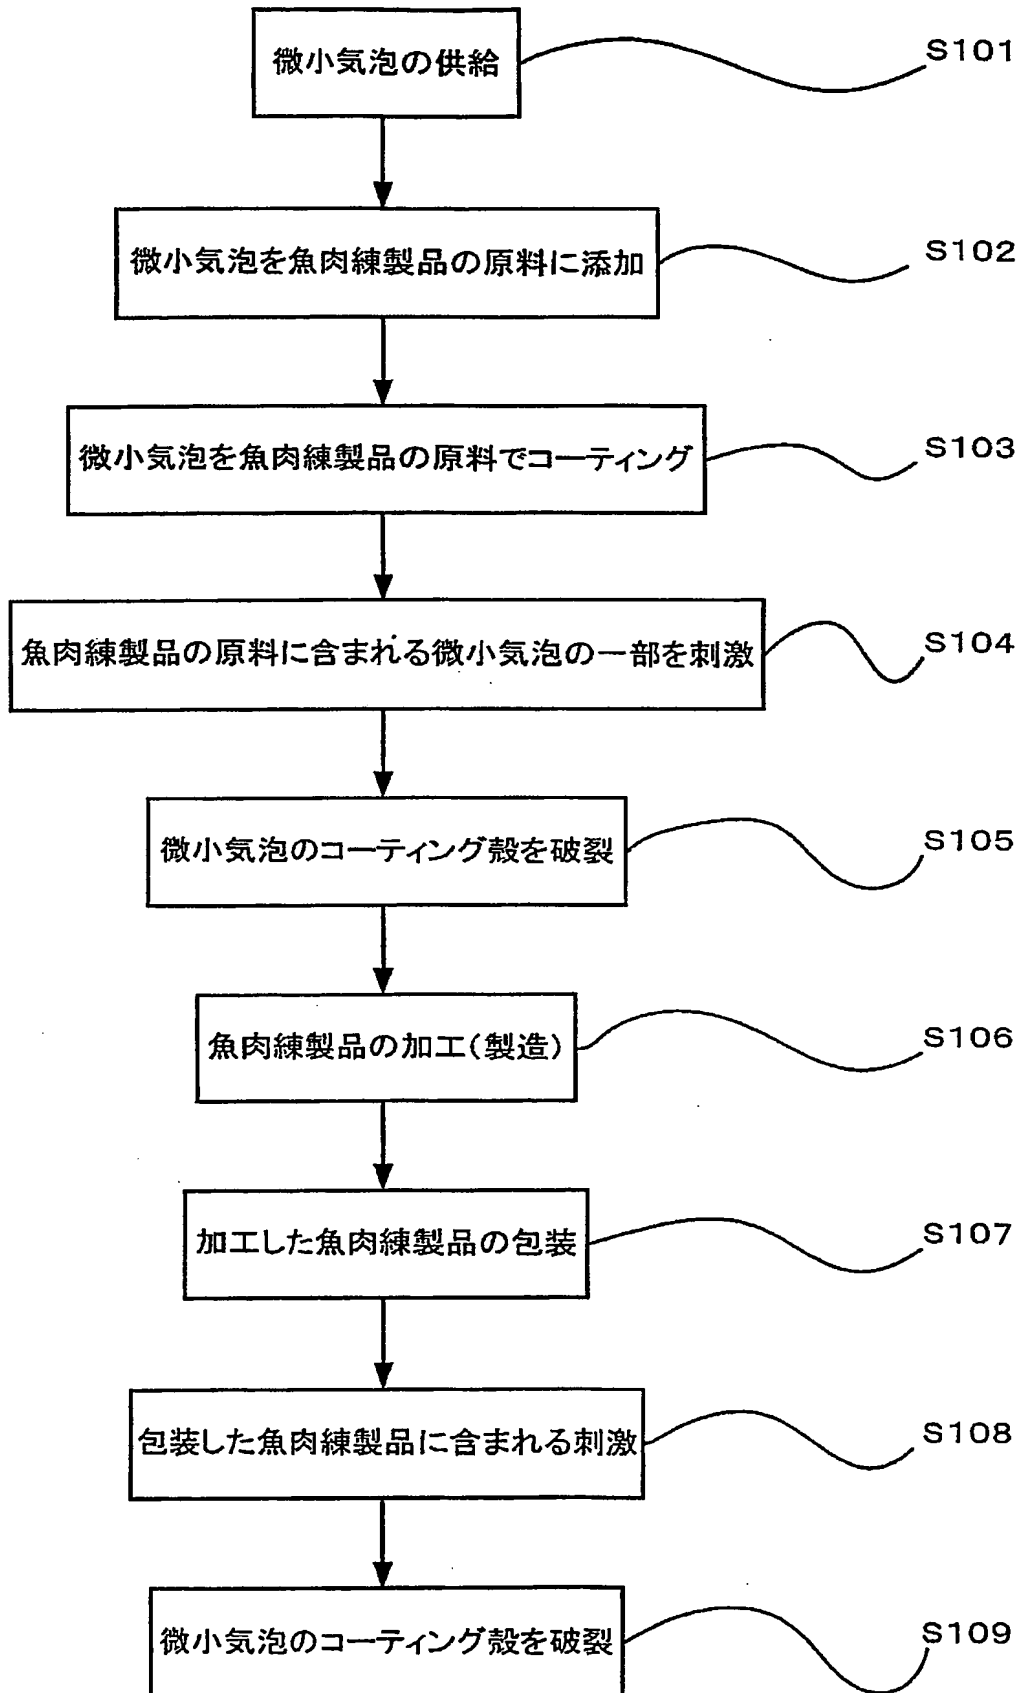 微小気泡の供給
S101
微小気泡を魚肉練製品の原料に添加
S102
微小気泡を魚肉練製品の原料でコーティング
S103
魚肉練製品の原料に含まれる微小気泡の一部を刺激
S104
微小気泡のコーティング殻を破裂
S105
魚肉練製品の加工(製造)
S106
加工した魚肉練製品の包装
S107
包装した魚肉練製品に含まれる刺激
S108
微小気泡のコーティング殻を破裂
S109